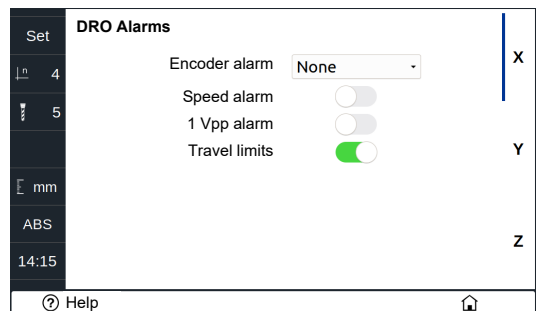 Set
n 4
5
mm
ABS
14:15
DRO Alarms
Encoder alarm None
Speed alarm
1 Vpp alarm
Travel limits
X
Y
Z
? Help